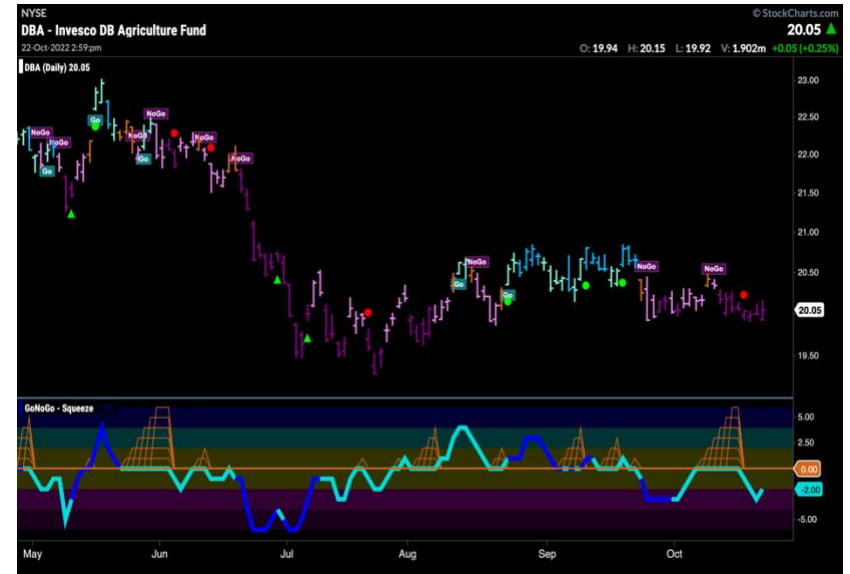 NYSE © StockCharts.com
DBA - Invesco DB Agriculture Fund 20.05
22-Oct-2022 2:59pm O: 19.94 H: 20.15 L: 19.92 V: 1.902m +0.05 (+0.25%)
DBA (Daily) 20.05
23.00
22.50
22.00
21.50
21.00
20.50
20.05
19.50
Go
NoGo
NoGo
NoGo
NoGo
NoGo
Go
Go
NoGo
NoGo
Go
Go
NoGo
NoGo
GoNoGo - Squeeze
5.00
2.50
0.00
-2.00
-5.00
May Jun Jul Aug Sep Oct